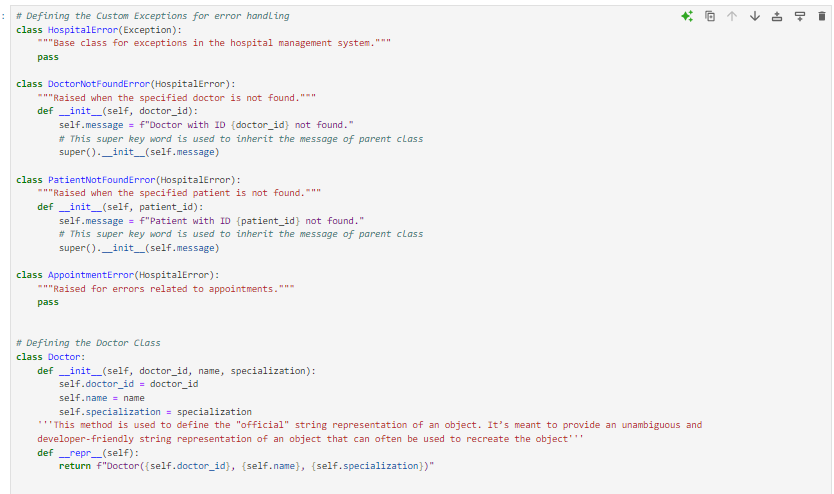 :
# Defining the Custom Exceptions for error handling
class HospitalError(Exception):
    """Base class for exceptions in the hospital management system."""
    pass

class DoctorNotFoundError(HospitalError):
    """Raised when the specified doctor is not found."""
    def __init__(self, doctor_id):
        self.message = f"Doctor with ID {doctor_id} not found."
        # This super key word is used to inherit the message of parent class
        super().__init__(self.message)

class PatientNotFoundError(HospitalError):
    """Raised when the specified patient is not found."""
    def __init__(self, patient_id):
        self.message = f"Patient with ID {patient_id} not found."
        # This super key word is used to inherit the message of parent class
        super().__init__(self.message)

class AppointmentError(HospitalError):
    """Raised for errors related to appointments."""
    pass


# Defining the Doctor Class
class Doctor:
    def __init__(self, doctor_id, name, specialization):
        self.doctor_id = doctor_id
        self.name = name
        self.specialization = specialization
    '''This method is used to define the "official" string representation of an object. It's meant to provide an unambiguous and
    developer-friendly string representation of an object that can often be used to recreate the object'''
    def __repr__(self):
        return f"Doctor({self.doctor_id}, {self.name}, {self.specialization})"